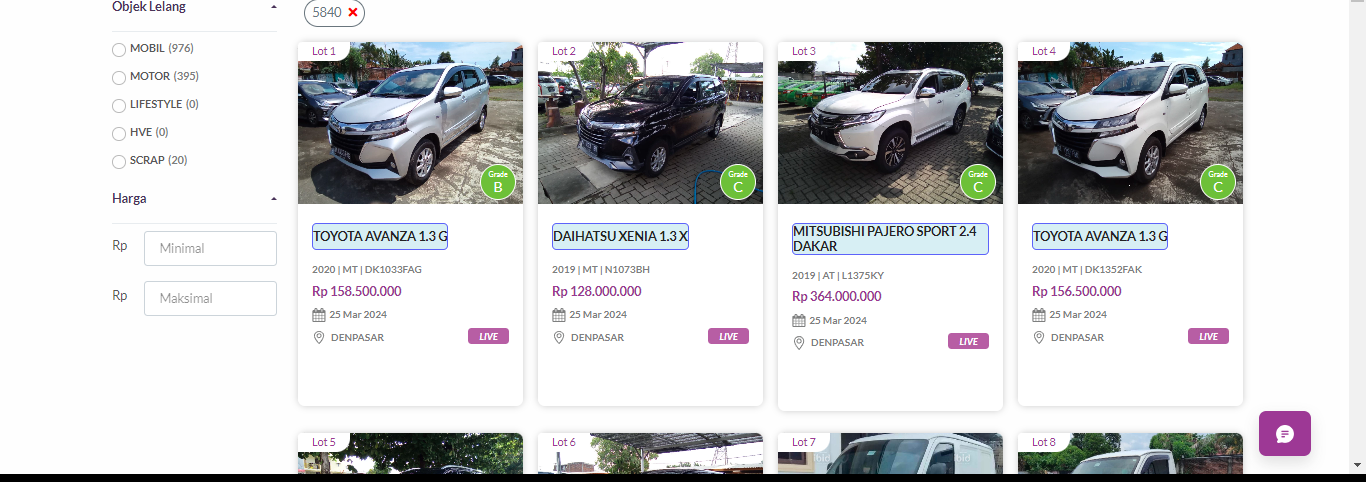 Objek Lelang
MOBIL (976)
MOTOR (395)
LIFESTYLE (0)
HVE (0)
SCRAP (20)
Harga
Rp Minimal
Rp Maksimal
5840
Lot 1
Grade
B
TOYOTA AVANZA 1.3 G
2020 | MT | DK1033FAG
Rp 158.500.000
25 Mar 2024
DENPASAR
LIVE
Lot 2
Grade
C
DAIHATSU XENIA 1.3 X
2019 | MT | N1073BH
Rp 128.000.000
25 Mar 2024
DENPASAR
LIVE
Lot 3
Grade
C
MITSUBISHI PAJERO SPORT 2.4
DAKAR
2019 | AT | L1375KY
Rp 364.000.000
25 Mar 2024
DENPASAR
LIVE
Lot 4
Grade
C
TOYOTA AVANZA 1.3 G
2020 | MT | DK1352FAK
Rp 156.500.000
25 Mar 2024
DENPASAR
LIVE
Lot 5
Lot 6
Lot 7
Lot 8